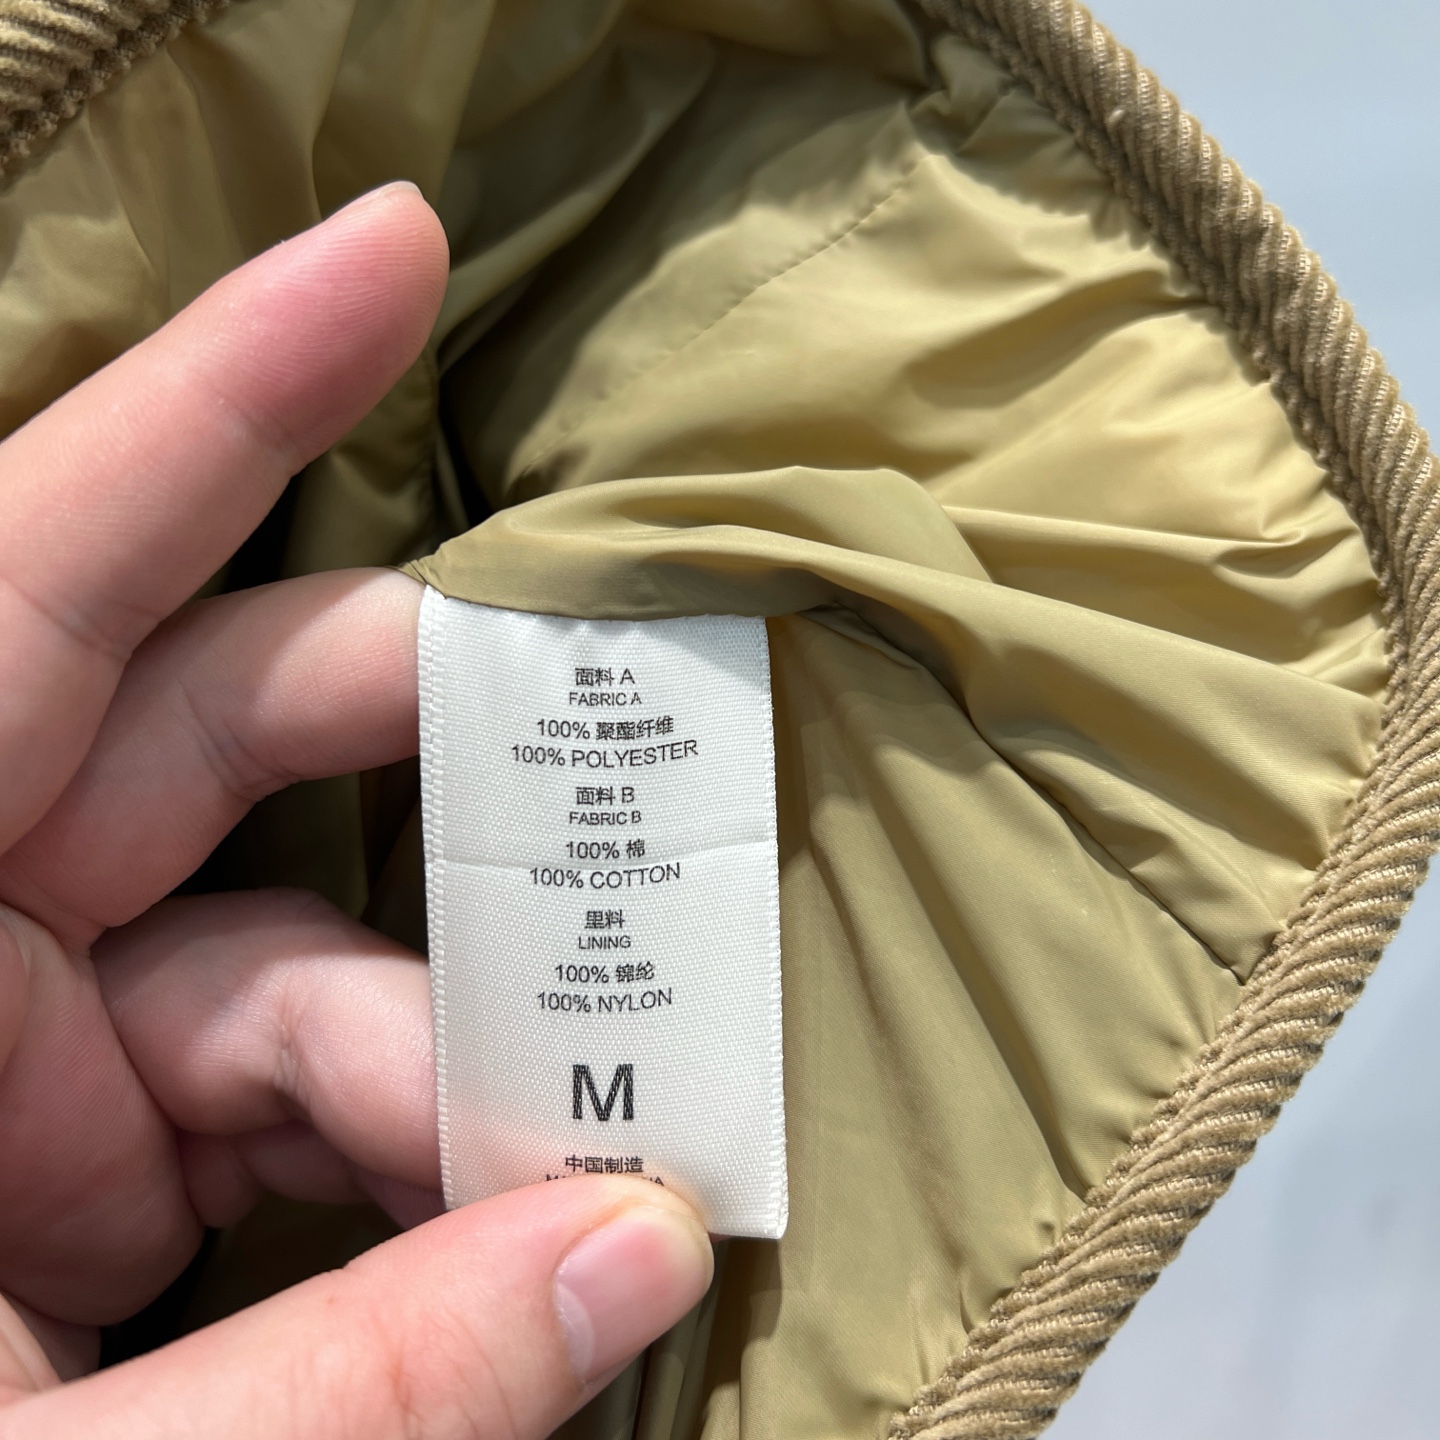 面料 A
FABRIC A
100% 聚酯纤维
100% POLYESTER
面料 B
FABRIC B
100% 棉
100% COTTON
里料
LINING
100% 锦纶
100% NYLON
M
中国制造